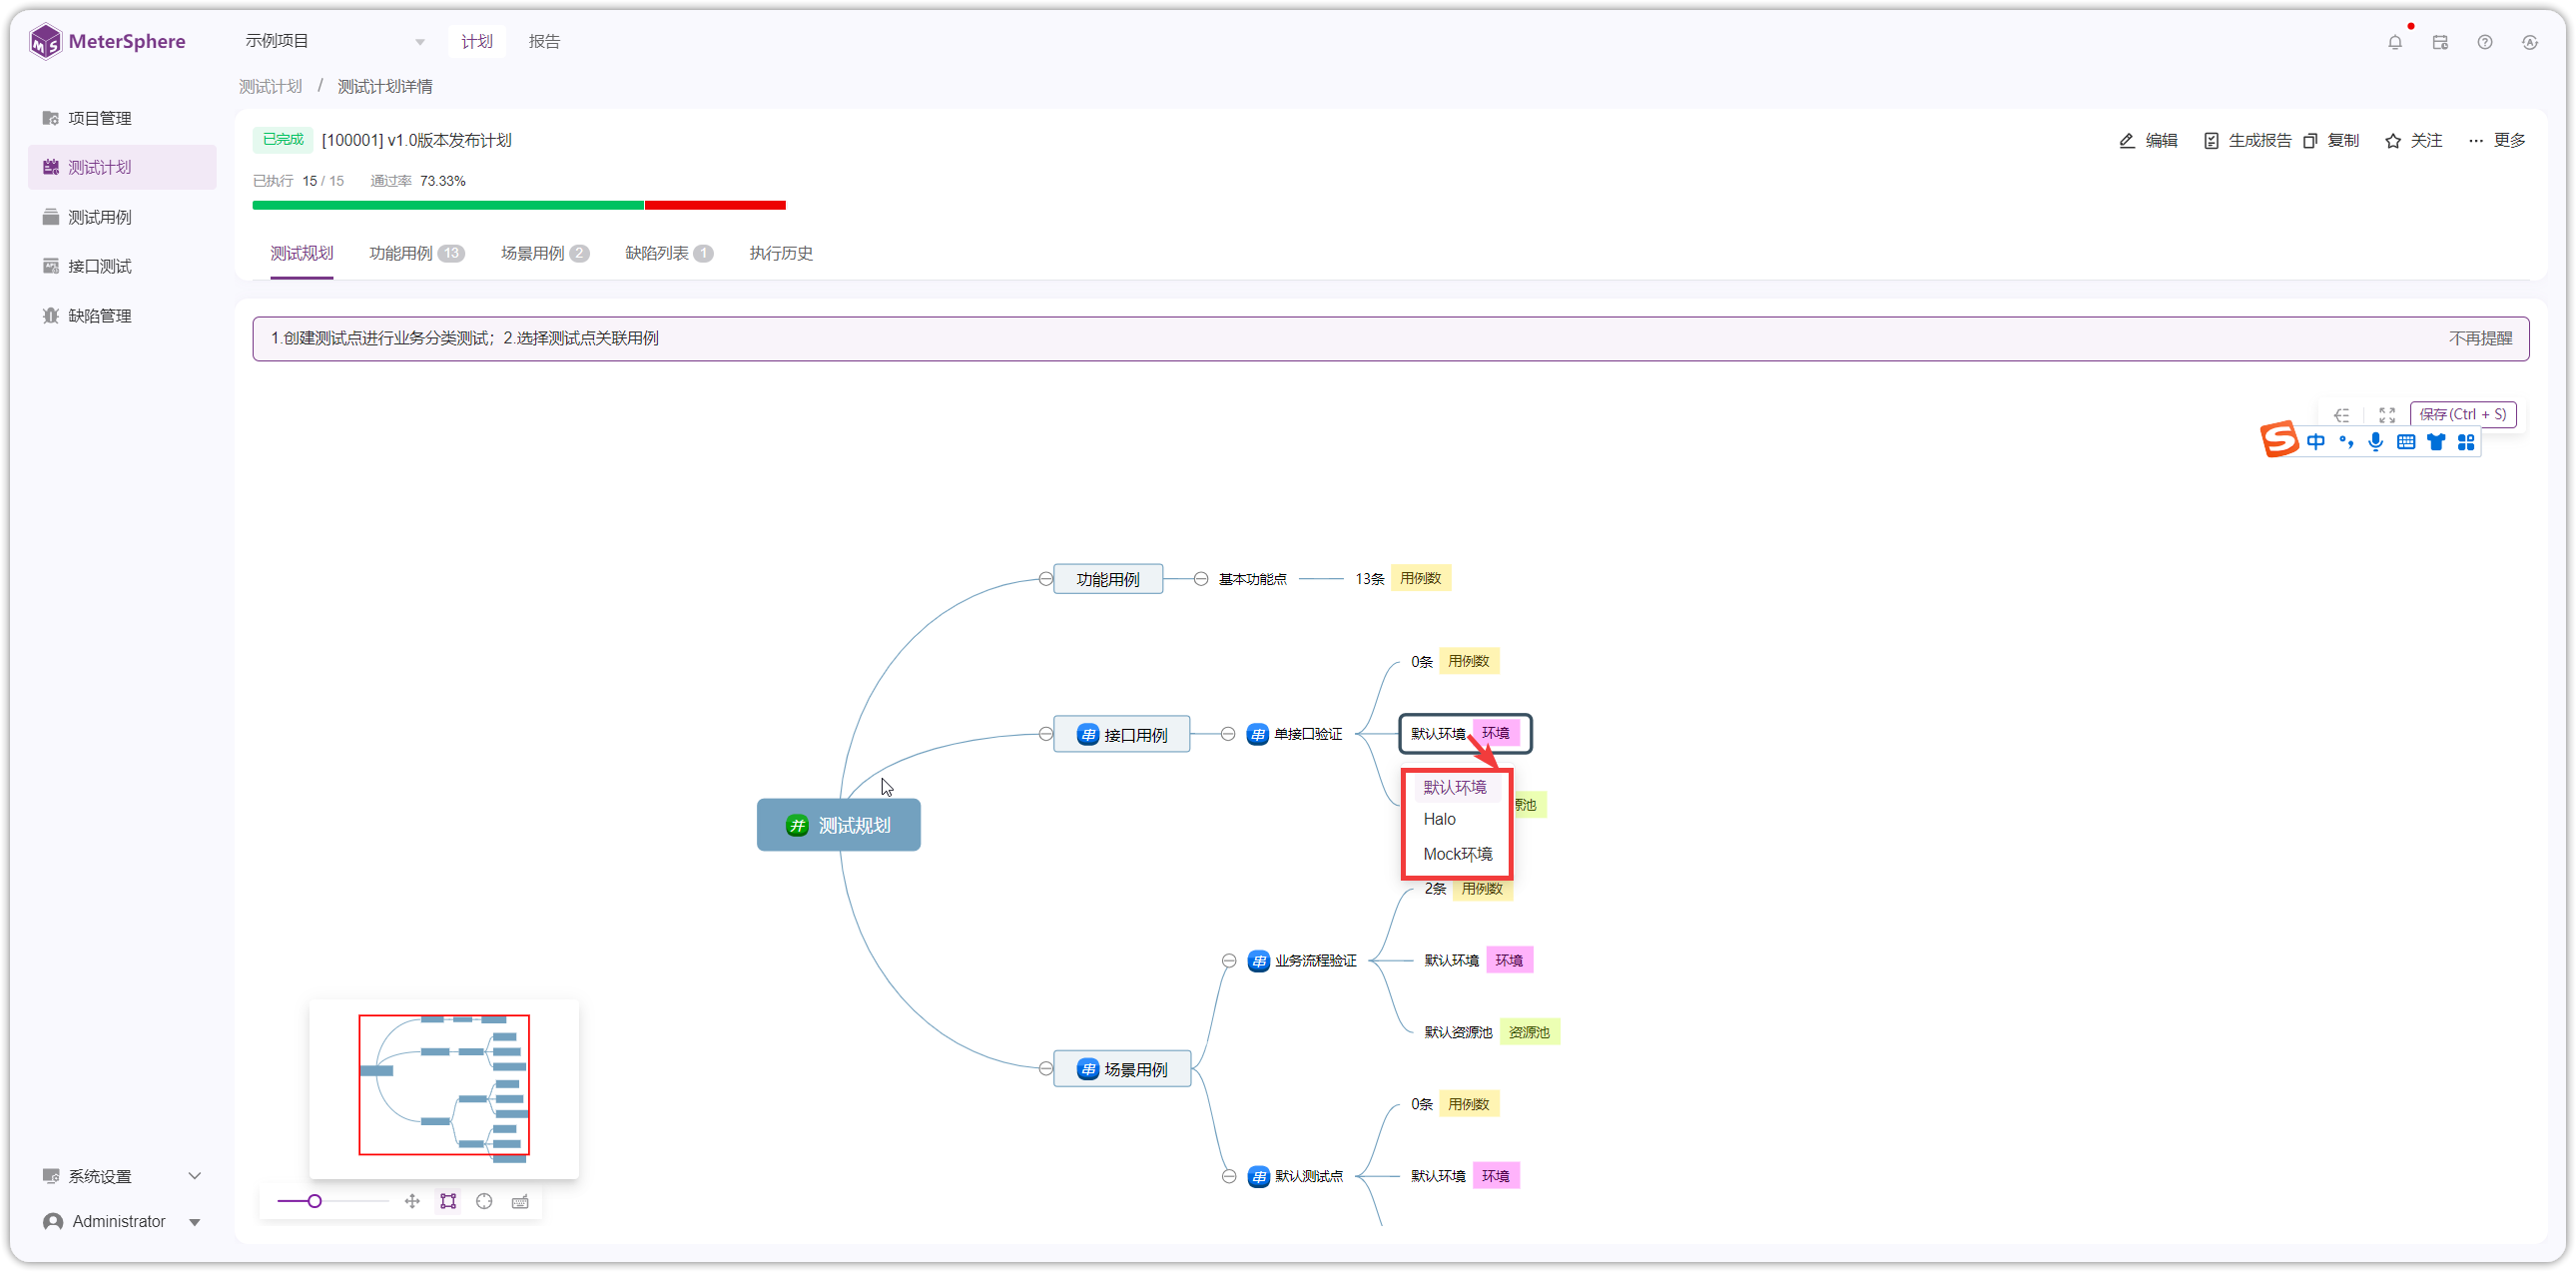 MeterSphere
示例项目
计划
报告
测试计划 / 测试计划详情
项目管理
测试计划
测试用例
接口测试
缺陷管理
已完成 [100001] v1.0版本发布计划
编辑
生成报告
复制
关注
更多
已执行 15 / 15 通过率 73.33%
测试规划
功能用例 13
场景用例 2
缺陷列表 1
执行历史
1.创建测试点进行业务分类测试；2.选择测试点关联用例
不再提醒
保存(Ctrl + S)
中
功能用例
基本功能点
13条 用例数
0条 用例数
串 接口用例
串 单接口验证
默认环境 环境
默认环境
Halo
Mock环境
源池
# 测试规划
2条 用例数
串 业务流程验证
默认环境 环境
默认资源池 资源池
串 场景用例
0条 用例数
串 默认测试点
默认环境 环境
系统设置
Administrator